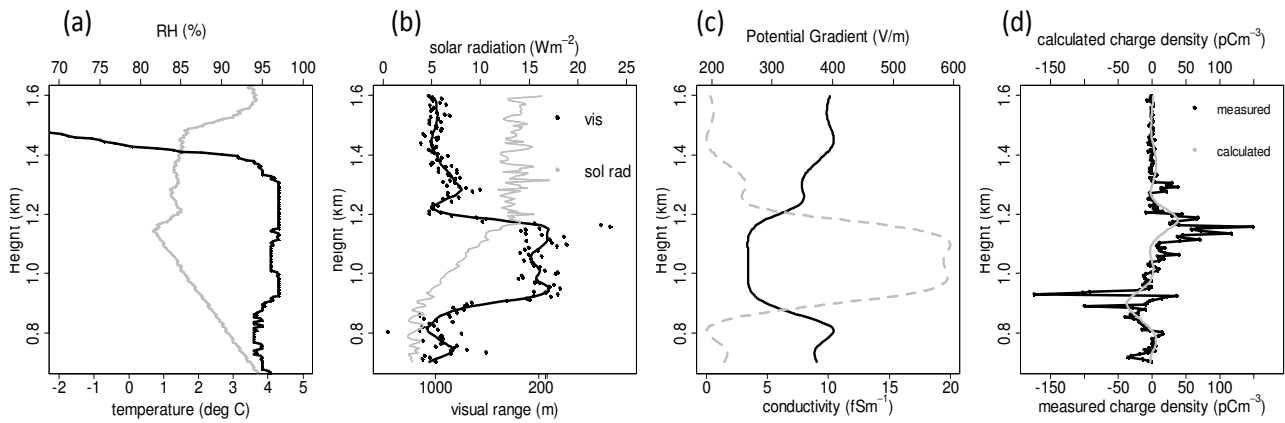 (a)
RH (%)
70 75 80 85 90 95 100
Height (km)
0.8 1.0 1.2 1.4 1.6
-2 -1 0 1 2 3 4 5
temperature (deg C)
(b)
solar radiation (Wm−2)
0 5 10 15 20 25
height (km)
0.8 1.0 1.2 1.4 1.6
vis
sol rad
1000 200
visual range (m)
(c)
Potential Gradient (V/m)
200 300 400 500 600
Height (km)
0.8 1.0 1.2 1.4 1.6
0 5 10 15 20
conductivity (fSm−1)
(d)
calculated charge density (pCm−3)
-150 -50 0 50 150
Height (km)
0.8 1.0 1.2 1.4 1.6
measured
calculated
-150 -50 0 50 150
measured charge density (pCm−3)